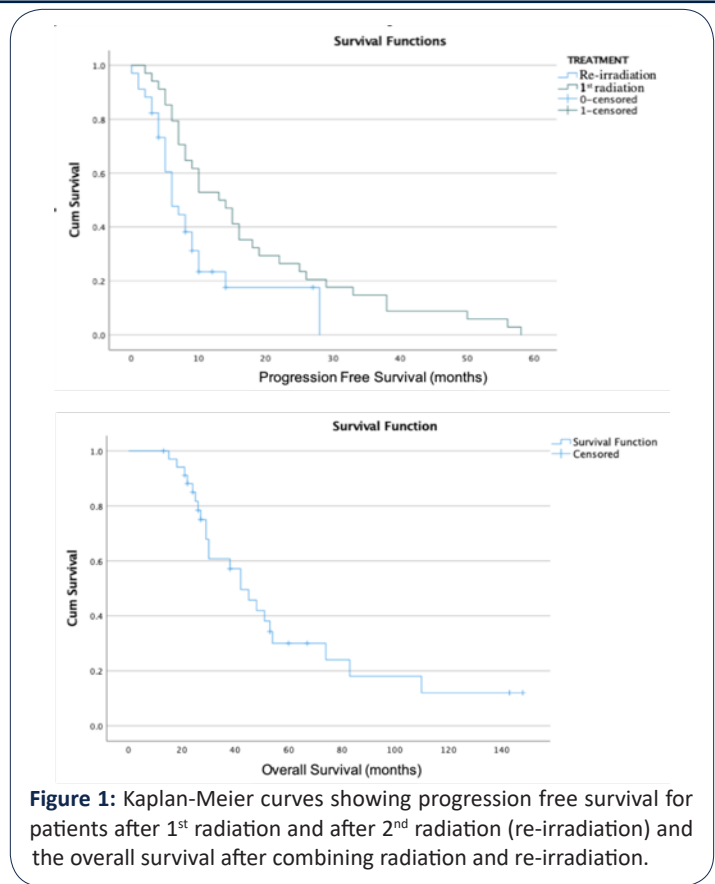 Survival Functions
TREATMENT
Re-irradiation
1st radiation
0-censored
1-censored
Cum Survival
1.0
0.8
0.6
0.4
0.2
0.0
0 10 20 30 40 50 60
Progression Free Survival (months)
Survival Function
Survival Function
Censored
Cum Survival
1.0
0.8
0.6
0.4
0.2
0.0
0 20 40 60 80 100 120 140
Overall Survival (months)
Figure 1: Kaplan-Meier curves showing progression free survival for
patients after 1st radiation and after 2nd radiation (re-irradiation) and
the overall survival after combining radiation and re-irradiation.